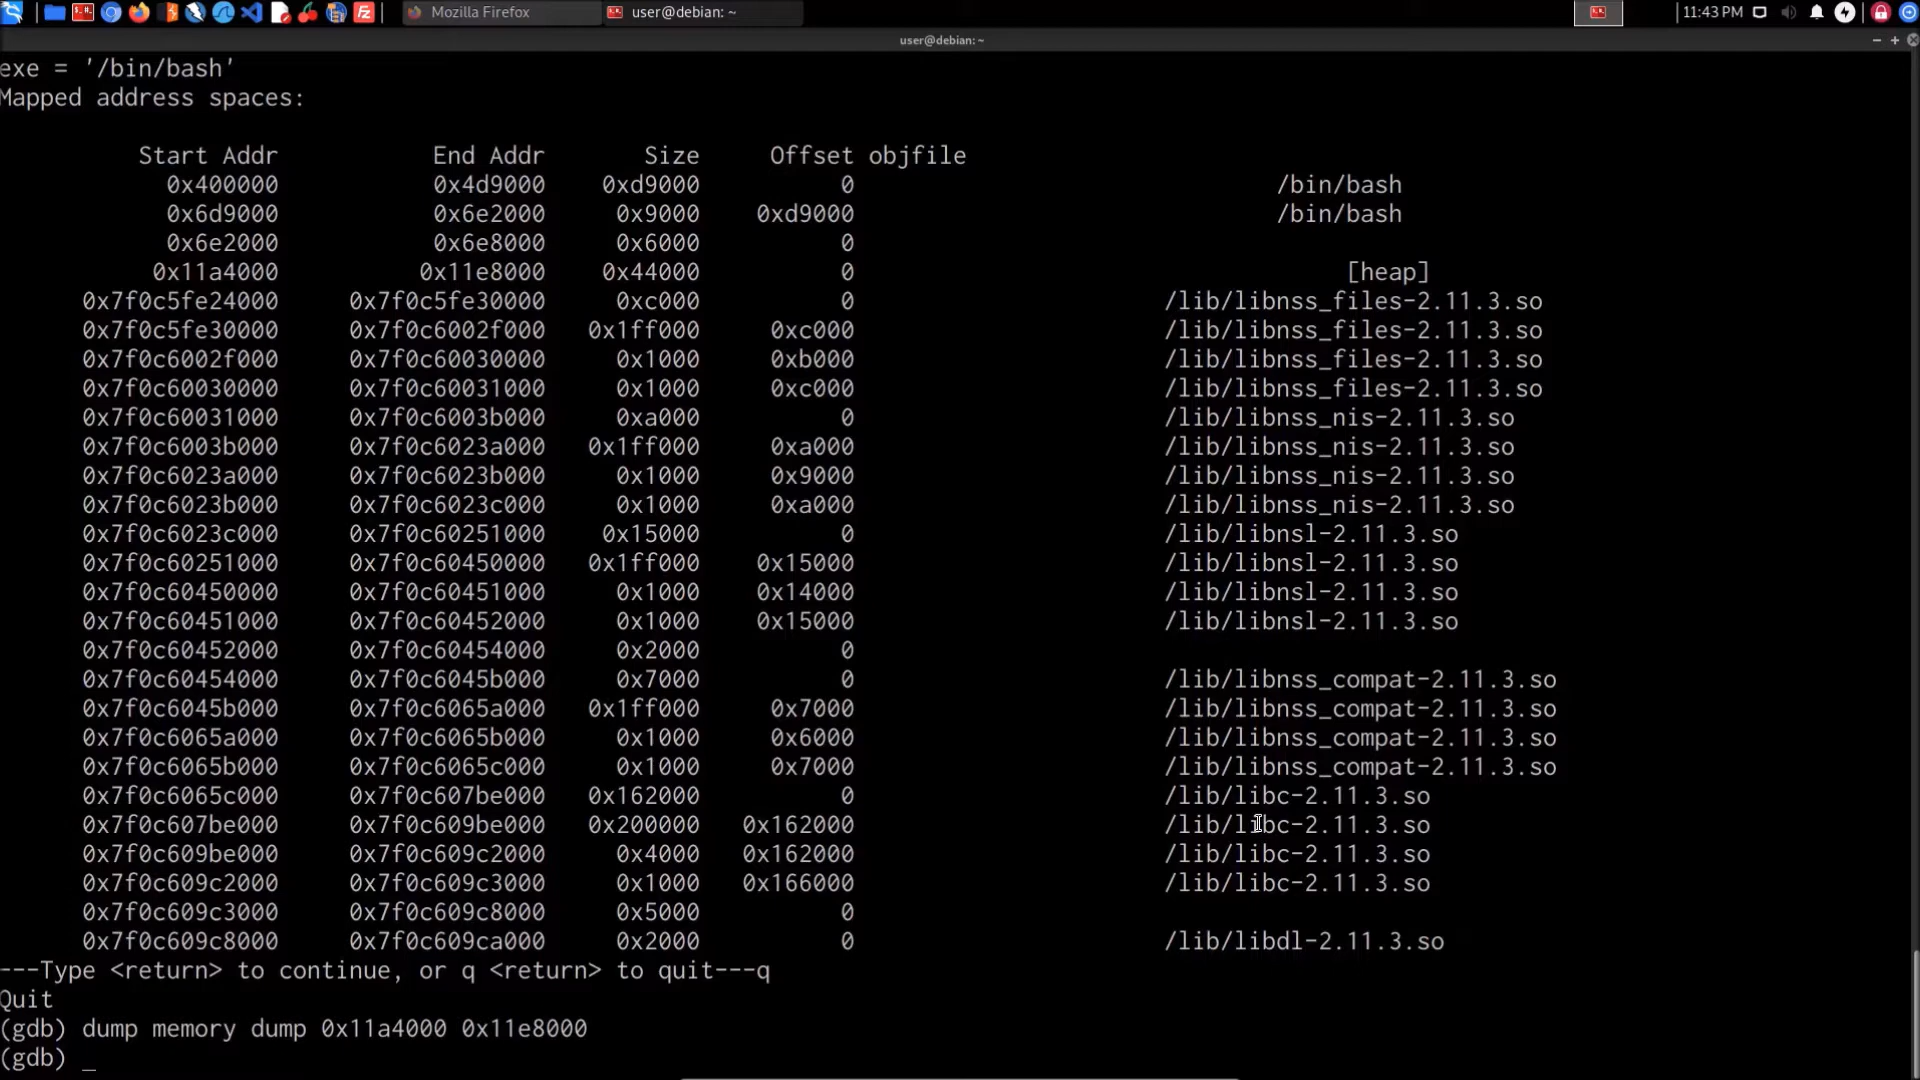 Mozilla Firefox
user@debian: ~
11:43 PM
user@debian: ~
exe = '/bin/bash'
Mapped address spaces:
Start Addr End Addr Size Offset objfile
0x400000 0x4d9000 0xd9000 0 /bin/bash
0x6d9000 0x6e2000 0x9000 0xd9000 /bin/bash
0x6e2000 0x6e8000 0x6000 0
0x11a4000 0x11e8000 0x44000 0 [heap]
0x7f0c5fe24000 0x7f0c5fe30000 0xc000 0 /lib/libnss_files-2.11.3.so
0x7f0c5fe30000 0x7f0c6002f000 0x1ff000 0xc000 /lib/libnss_files-2.11.3.so
0x7f0c6002f000 0x7f0c60030000 0x1000 0xb000 /lib/libnss_files-2.11.3.so
0x7f0c60030000 0x7f0c60031000 0x1000 0xc000 /lib/libnss_files-2.11.3.so
0x7f0c60031000 0x7f0c6003b000 0xa000 0 /lib/libnss_nis-2.11.3.so
0x7f0c6003b000 0x7f0c6023a000 0x1ff000 0xa000 /lib/libnss_nis-2.11.3.so
0x7f0c6023a000 0x7f0c6023b000 0x1000 0x9000 /lib/libnss_nis-2.11.3.so
0x7f0c6023b000 0x7f0c6023c000 0x1000 0xa000 /lib/libnss_nis-2.11.3.so
0x7f0c6023c000 0x7f0c60251000 0x15000 0 /lib/libnsl-2.11.3.so
0x7f0c60251000 0x7f0c60450000 0x1ff000 0x15000 /lib/libnsl-2.11.3.so
0x7f0c60450000 0x7f0c60451000 0x1000 0x14000 /lib/libnsl-2.11.3.so
0x7f0c60451000 0x7f0c60452000 0x1000 0x15000 /lib/libnsl-2.11.3.so
0x7f0c60452000 0x7f0c60454000 0x2000 0
0x7f0c60454000 0x7f0c6045b000 0x7000 0 /lib/libnss_compat-2.11.3.so
0x7f0c6045b000 0x7f0c6065a000 0x1ff000 0x7000 /lib/libnss_compat-2.11.3.so
0x7f0c6065a000 0x7f0c6065b000 0x1000 0x6000 /lib/libnss_compat-2.11.3.so
0x7f0c6065b000 0x7f0c6065c000 0x1000 0x7000 /lib/libnss_compat-2.11.3.so
0x7f0c6065c000 0x7f0c607be000 0x162000 0 /lib/libc-2.11.3.so
0x7f0c607be000 0x7f0c609be000 0x200000 0x162000 /lib/libc-2.11.3.so
0x7f0c609be000 0x7f0c609c2000 0x4000 0x162000 /lib/libc-2.11.3.so
0x7f0c609c2000 0x7f0c609c3000 0x1000 0x166000 /lib/libc-2.11.3.so
0x7f0c609c3000 0x7f0c609c8000 0x5000 0
0x7f0c609c8000 0x7f0c609ca000 0x2000 0 /lib/libdl-2.11.3.so
---Type <return> to continue, or q <return> to quit---q
Quit
(gdb) dump memory dump 0x11a4000 0x11e8000
(gdb) _